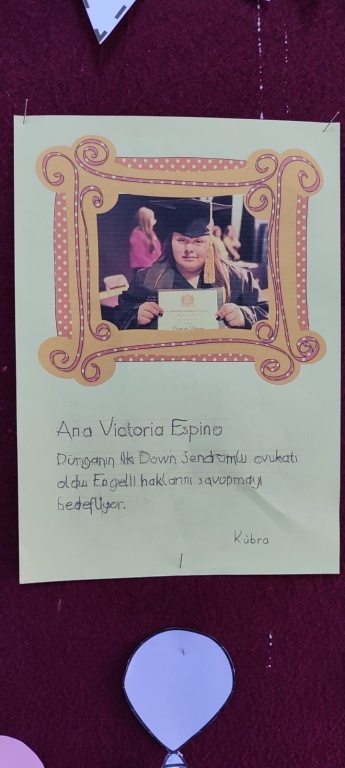 Ana Victoria Espino
Dünyanın ilk Down Sendromlu avukatı
oldu Engelli haklarını savunmayı
hedefliyor.
Kübra